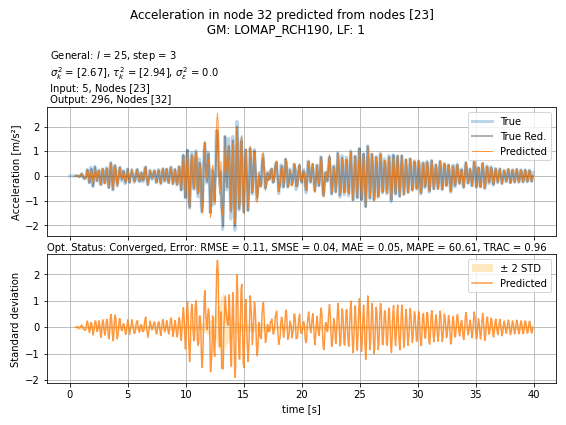 Acceleration in node 32 predicted from nodes [23]
GM: LOMAP_RCH190, LF: 1
General: l = 25, step = 3
σ²ₖ = [2.67], τ²ₖ = [2.94], σ²ε = 0.0
Input: 5, Nodes [23]
Output: 296, Nodes [32]
Acceleration [m/s²]
2
1
0
−1
−2
True
True Red.
Predicted
Opt. Status: Converged, Error: RMSE = 0.11, SMSE = 0.04, MAE = 0.05, MAPE = 60.61, TRAC = 0.96
Standard deviation
2
1
0
−1
−2
± 2 STD
Predicted
0 5 10 15 20 25 30 35 40
time [s]